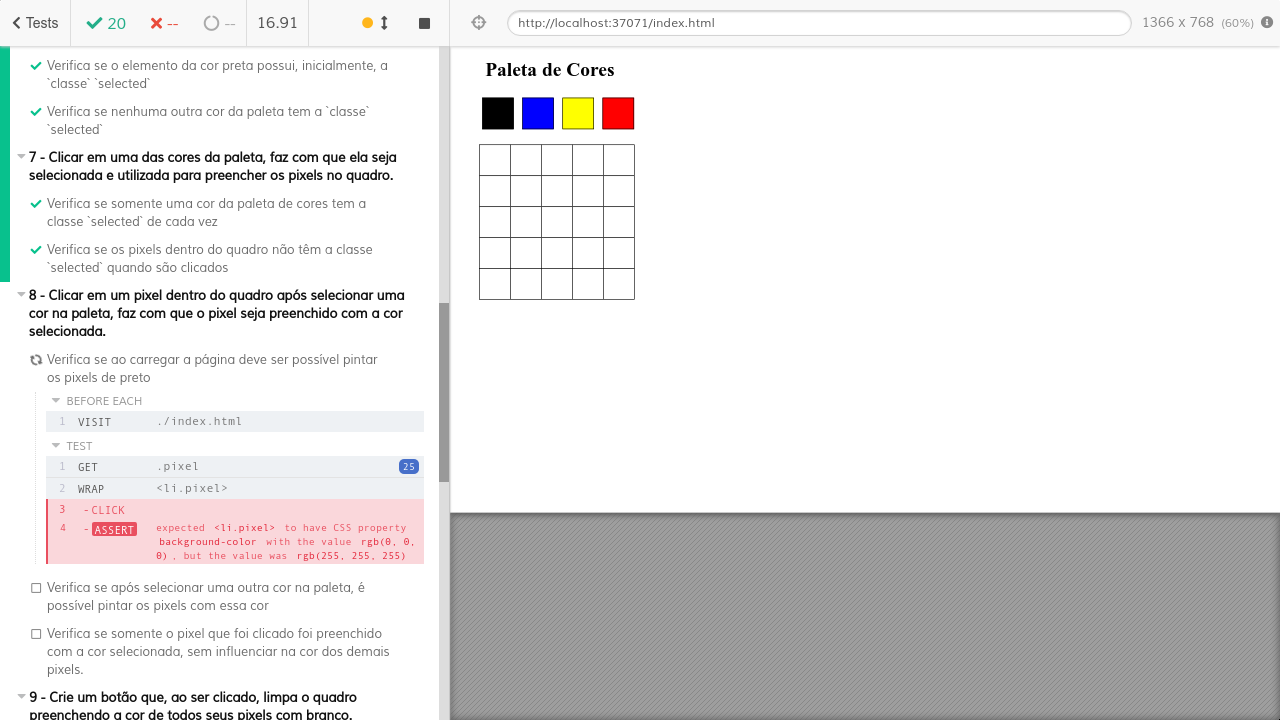 Tests
20
--
--
16.91
http://localhost:37071/index.html
1366 x 768 (60%)
Verifica se o elemento da cor preta possui, inicialmente, a
`classe` `selected`
Verifica se nenhuma outra cor da paleta tem a `classe`
`selected`
7 - Clicar em uma das cores da paleta, faz com que ela seja
selecionada e utilizada para preencher os pixels no quadro.
Verifica se somente uma cor da paleta de cores tem a
classe `selected` de cada vez
Verifica se os pixels dentro do quadro não têm a classe
`selected` quando são clicados
8 - Clicar em um pixel dentro do quadro após selecionar uma
cor na paleta, faz com que o pixel seja preenchido com a cor
selecionada.
Verifica se ao carregar a página deve ser possível pintar
os pixels de preto
BEFORE EACH
1 VISIT ./index.html
TEST
1 GET .pixel 25
2 WRAP <li.pixel>
3 -CLICK
4 -ASSERT expected <li.pixel> to have CSS property
background-color with the value rgb(0, 0,
0) , but the value was rgb(255, 255, 255)
Verifica se após selecionar uma outra cor na paleta, é
possível pintar os pixels com essa cor
Verifica se somente o pixel que foi clicado foi preenchido
com a cor selecionada, sem influenciar na cor dos demais
pixels.
9 - Crie um botão que, ao ser clicado, limpa o quadro
preenchendo a cor de todos seus pixels com branco.
Paleta de Cores